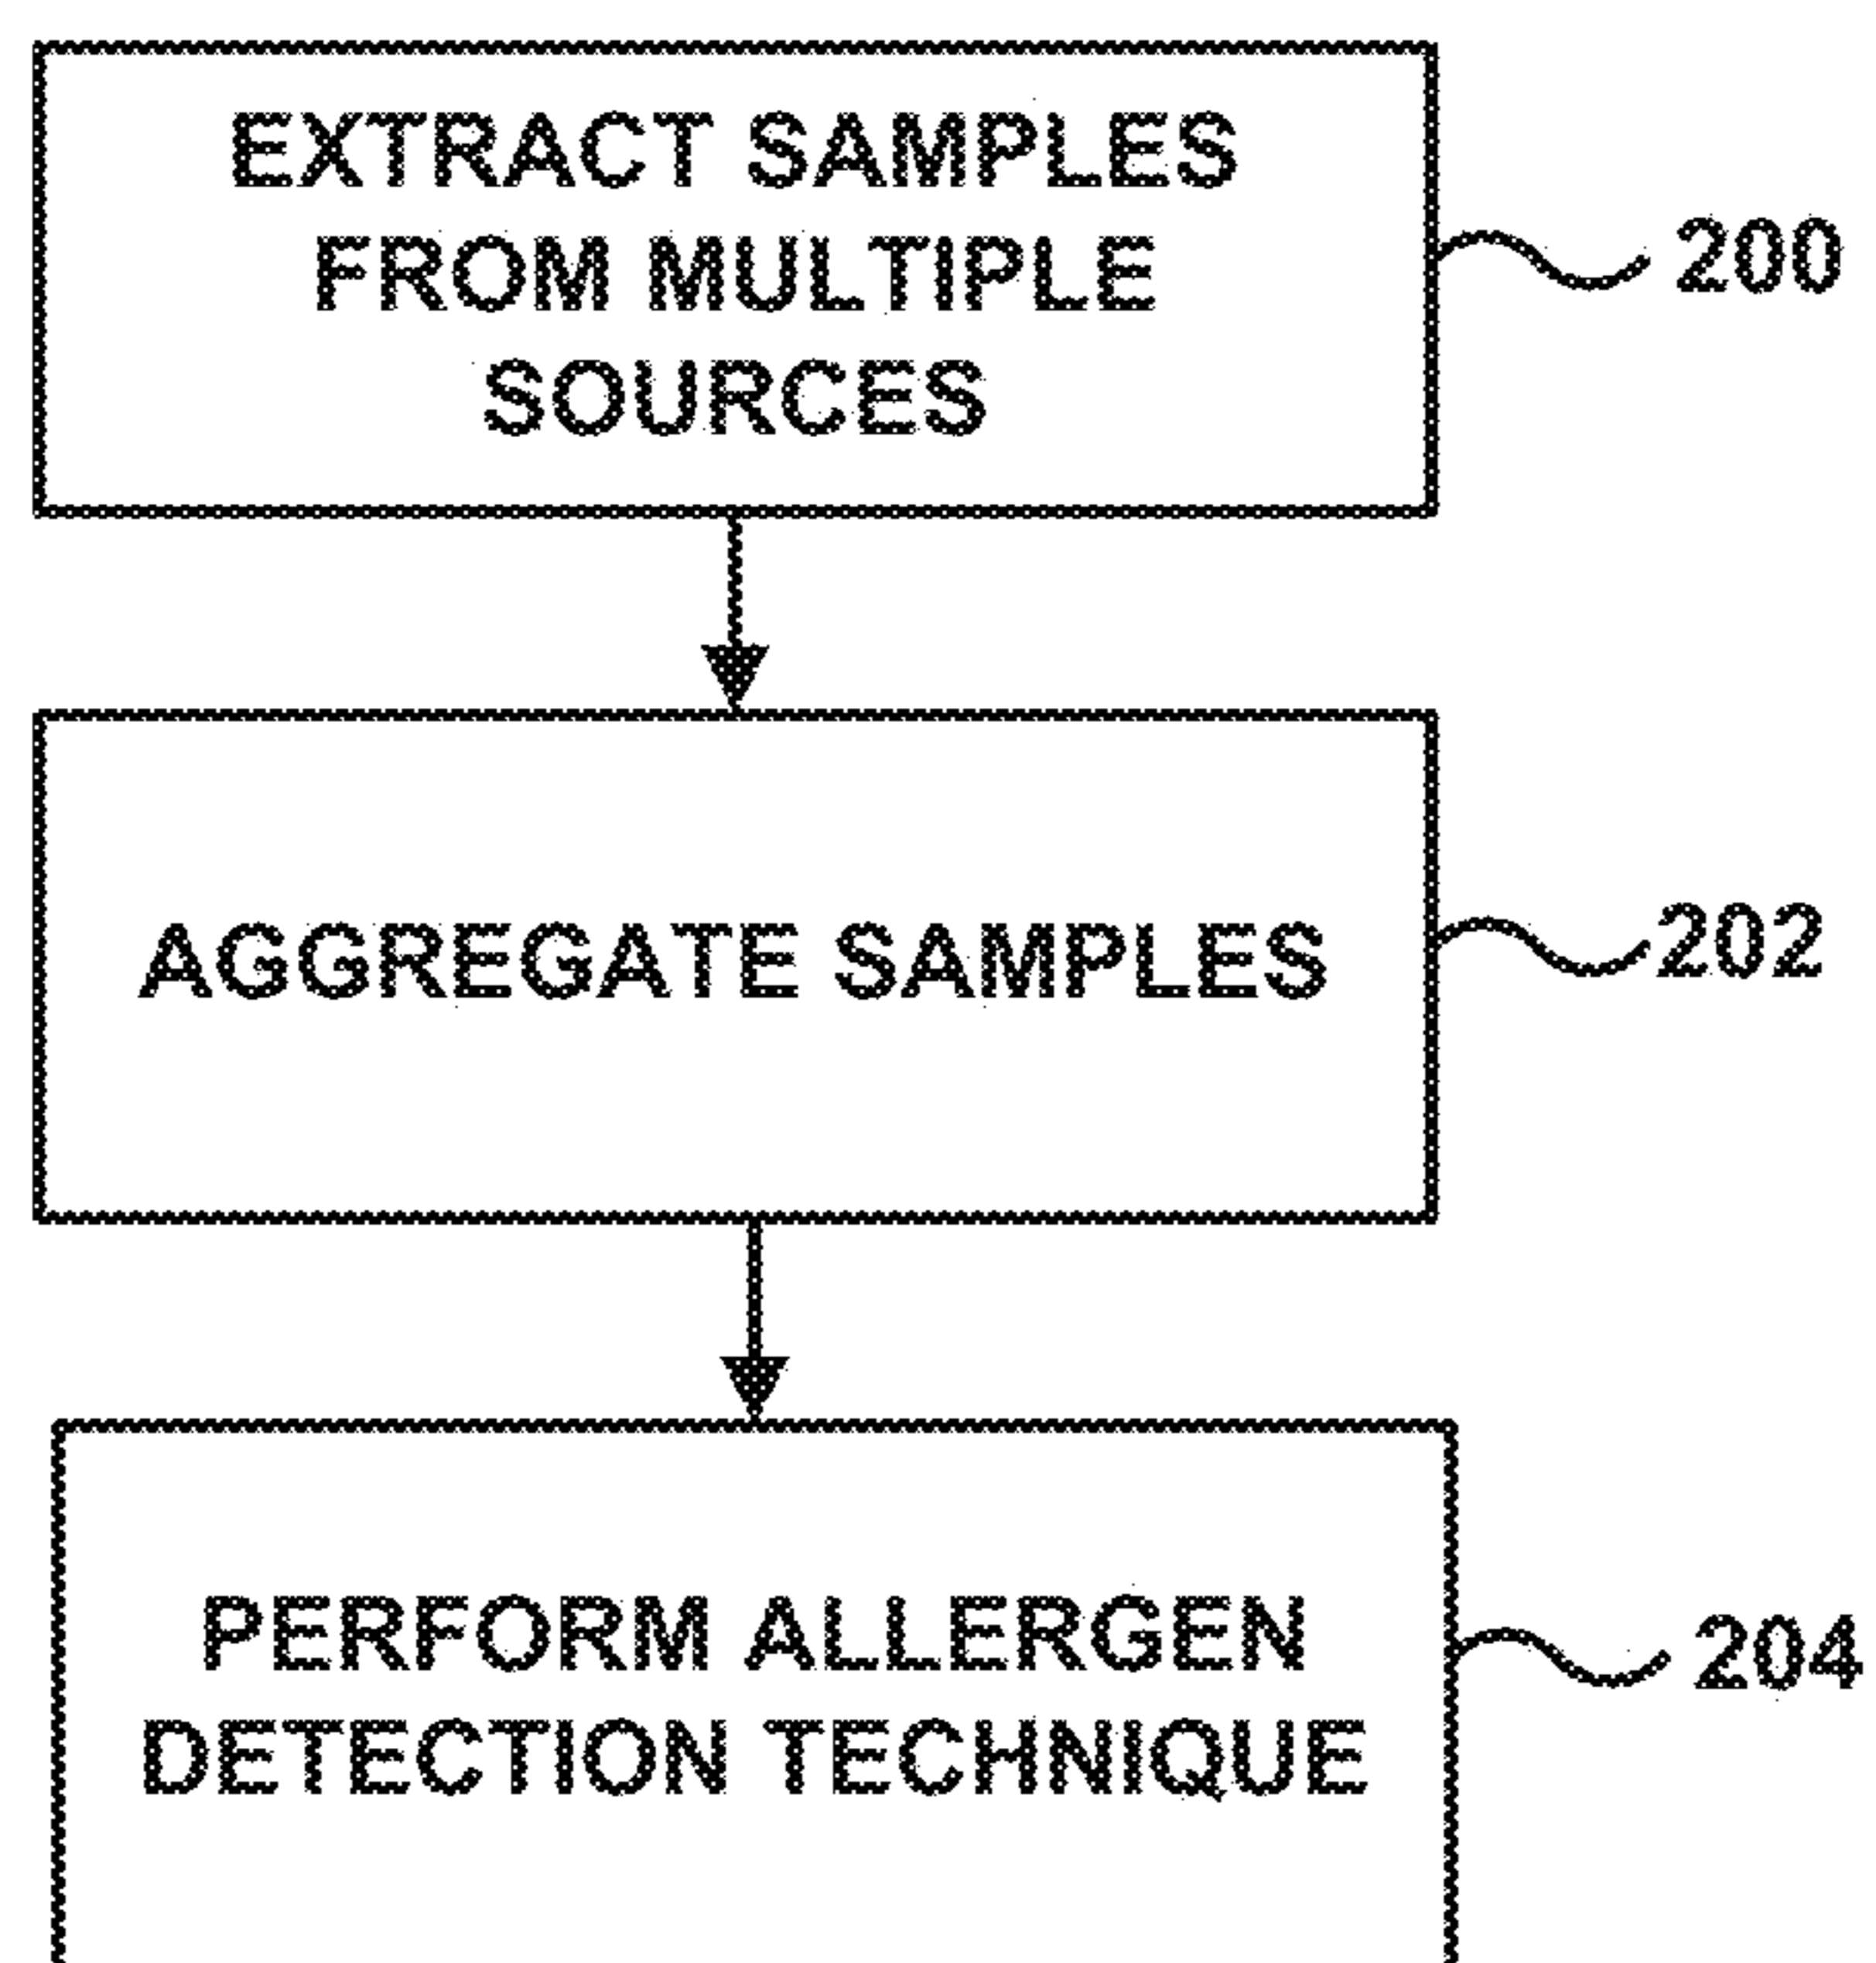 EXTRACT SAMPLES
FROM MULTIPLE
SOURCES
200
AGGREGATE SAMPLES
202
PERFORM ALLERGEN
DETECTION TECHNIQUE
204